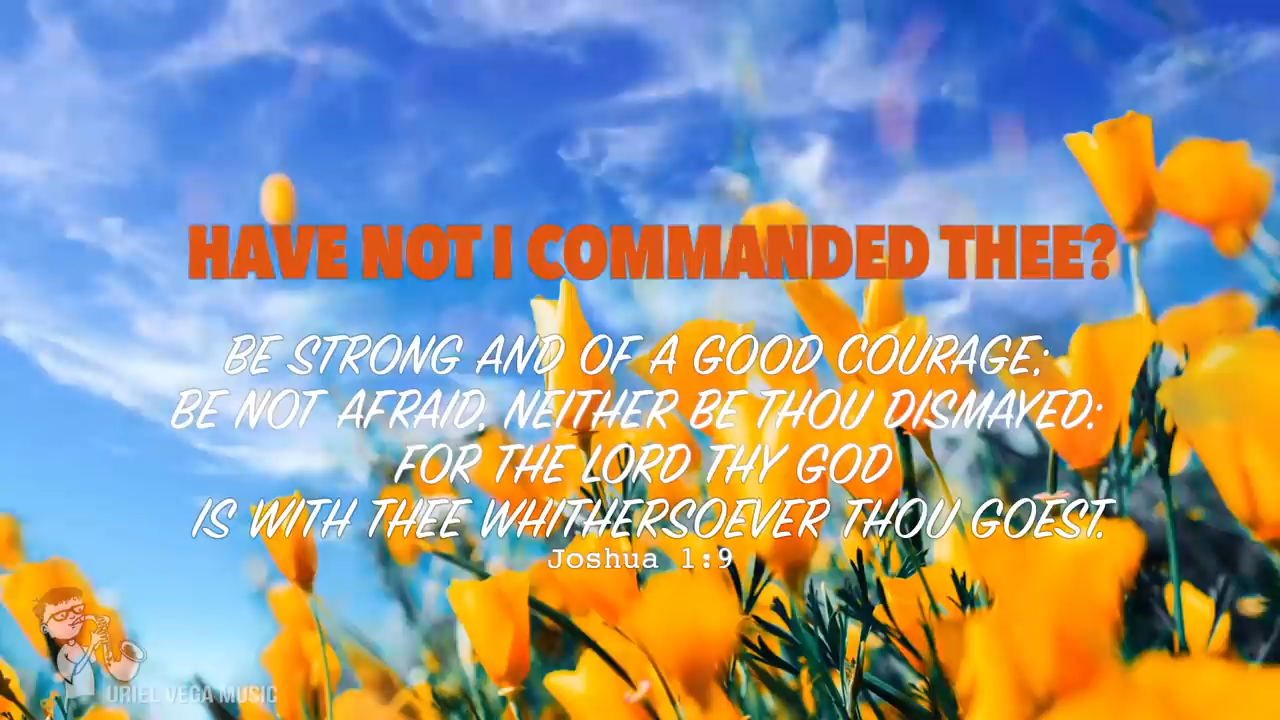 HAVE NOT I COMMANDED THEE?
BE STRONG AND OF A GOOD COURAGE;
BE NOT AFRAID, NEITHER BE THOU DISMAYED:
FOR THE LORD THY GOD
IS WITH THEE WHITHERSOEVER THOU GOEST.
Joshua 1:9
URIEL VEGA MUSIC